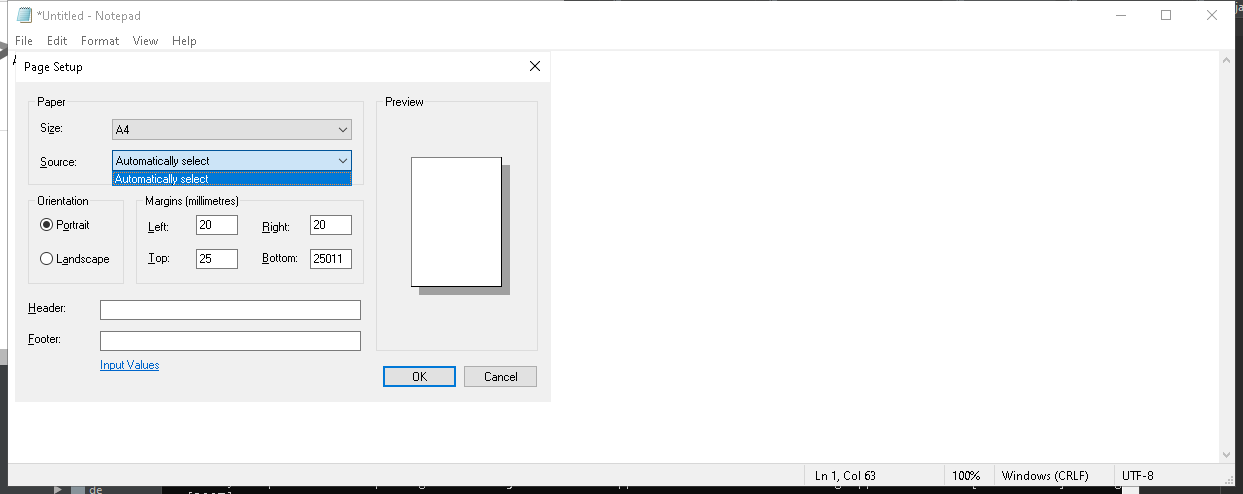 *Untitled - Notepad
File Edit Format View Help
Page Setup
Paper
Size: A4
Source: Automatically select
Automatically select
Preview
Orientation
Portrait
Landscape
Margins (millimetres)
Left: 20 Right: 20
Top: 25 Bottom: 25011
Header:
Footer:
Input Values
OK Cancel
Ln 1, Col 63 100% Windows (CRLF) UTF-8
de